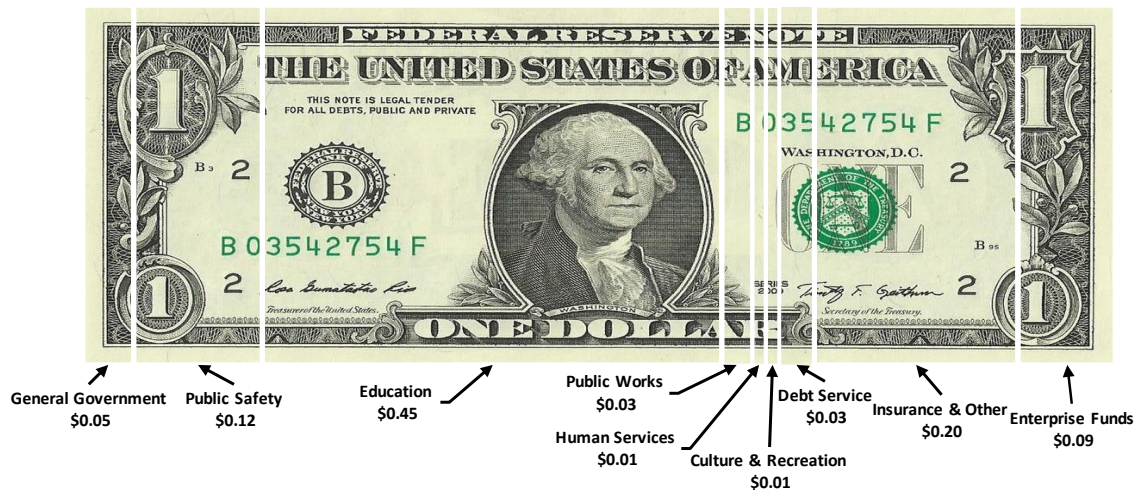 FEDERAL RESERVE NOTE
THE UNITED STATES OF AMERICA
THIS NOTE IS LEGAL TENDER
FOR ALL DEBTS, PUBLIC AND PRIVATE
B 03542754 F
WASHINGTON, D.C.
1
1
B3
2
2
B
B 03542754 F
B 95
2
2
SERIES
2009
Treasurer of the United States.
Secretary of the Treasury.
WASHINGTON
1
1
ONE DOLLAR
General Government
$0.05
Public Safety
$0.12
Education
$0.45
Public Works
$0.03
Human Services
$0.01
Culture & Recreation
$0.01
Debt Service
$0.03
Insurance & Other
$0.20
Enterprise Funds
$0.09